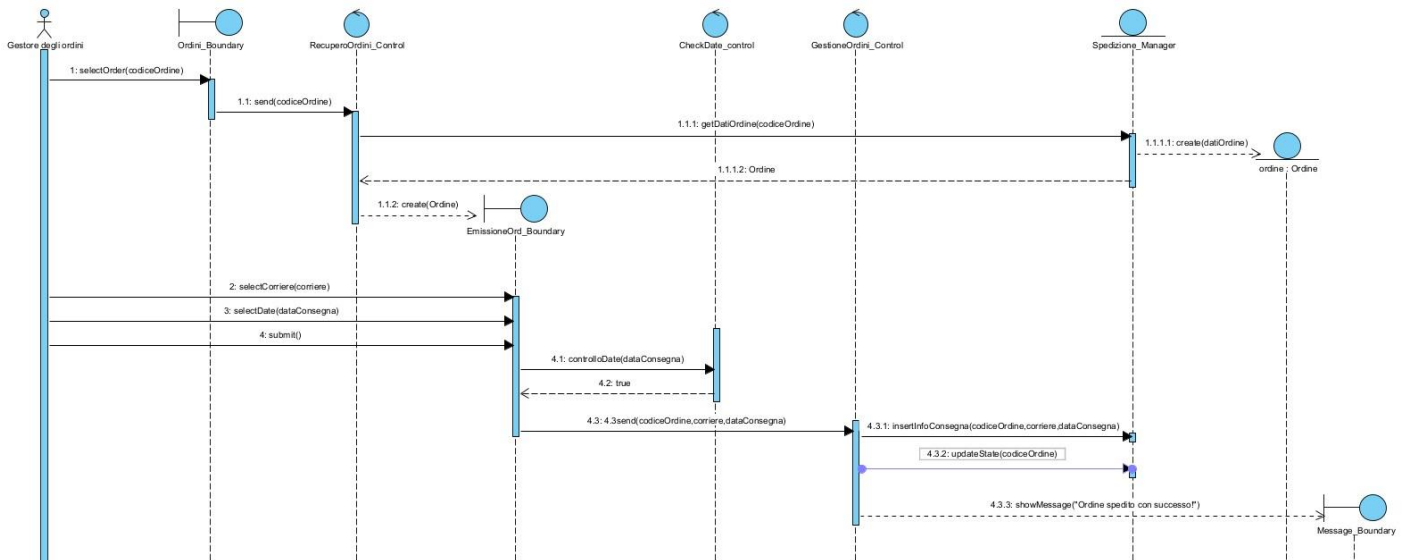 Gestore degli ordini
Ordini_Boundary
RecuperoOrdini_Control
CheckDate_control
GestioneOrdini_Control
Spedizione_Manager
1: selectOrder(codiceOrdine)
1.1: send(codiceOrdine)
1.1.1: getDatiOrdine(codiceOrdine)
1.1.1.1: create(datiOrdine)
ordine : Ordine
1.1.1.2: Ordine
1.1.2: create(Ordine)
EmissioneOrd_Boundary
2: selectCorriere(corriere)
3: selectDate(dataConsegna)
4: submit()
4.1: controlloDate(dataConsegna)
4.2: true
4.3: 4.3send(codiceOrdine,corriere,dataConsegna)
4.3.1: insertInfoConsegna(codiceOrdine,corriere,dataConsegna)
4.3.2: updateState(codiceOrdine)
4.3.3: showMessage("Ordine spedito con successo!")
Message_Boundary